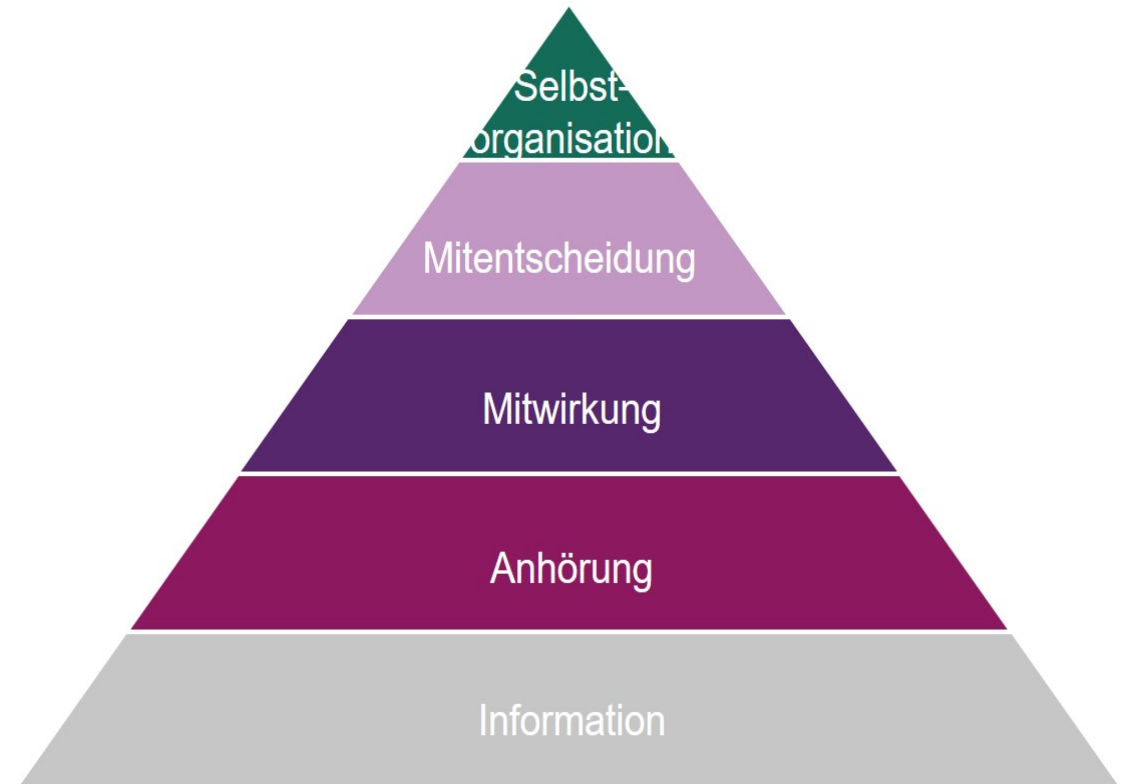 Selbst-
organisation
Mitentscheidung
Mitwirkung
Anhörung
Information